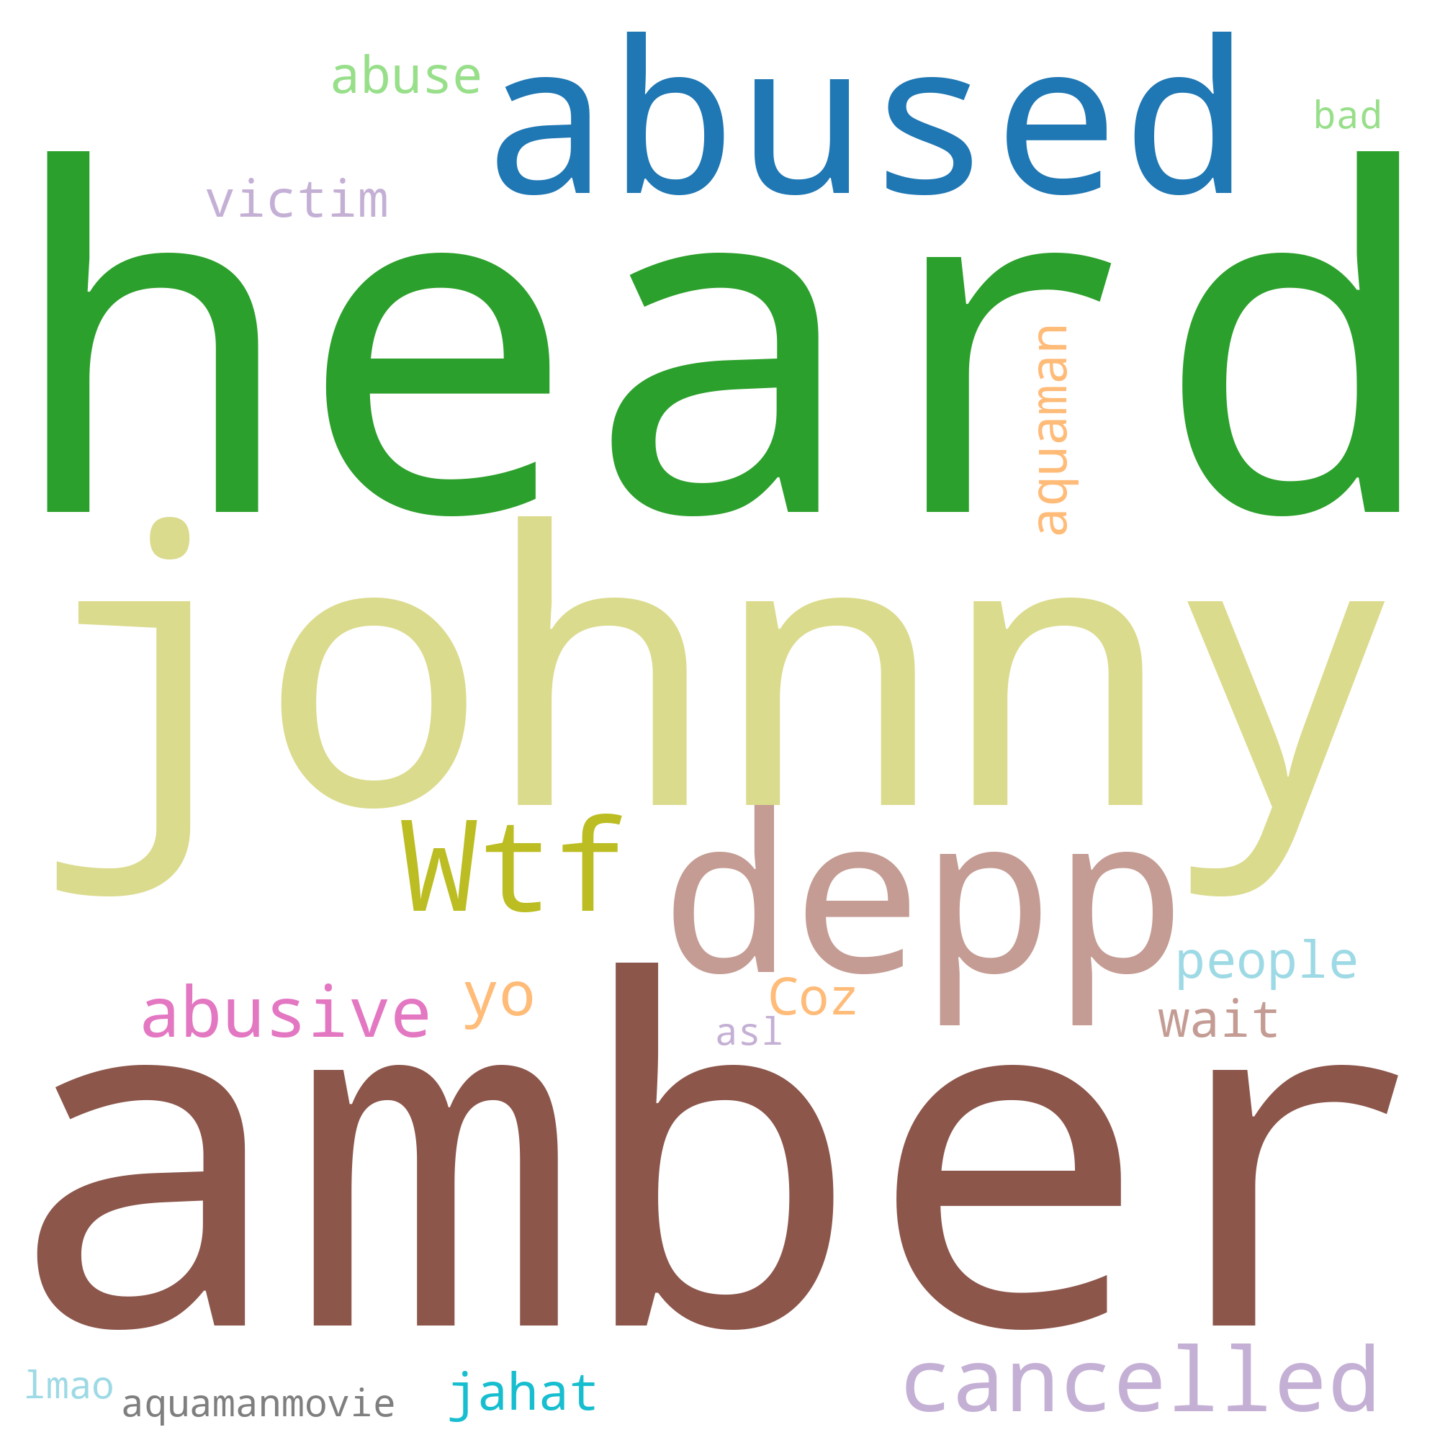 abuse
abused
bad
victim
heard
aquaman
johnny
Wtf
depp
people
abusive
yo
Coz
wait
asl
amber
cancelled
lmao
aquamanmovie
jahat